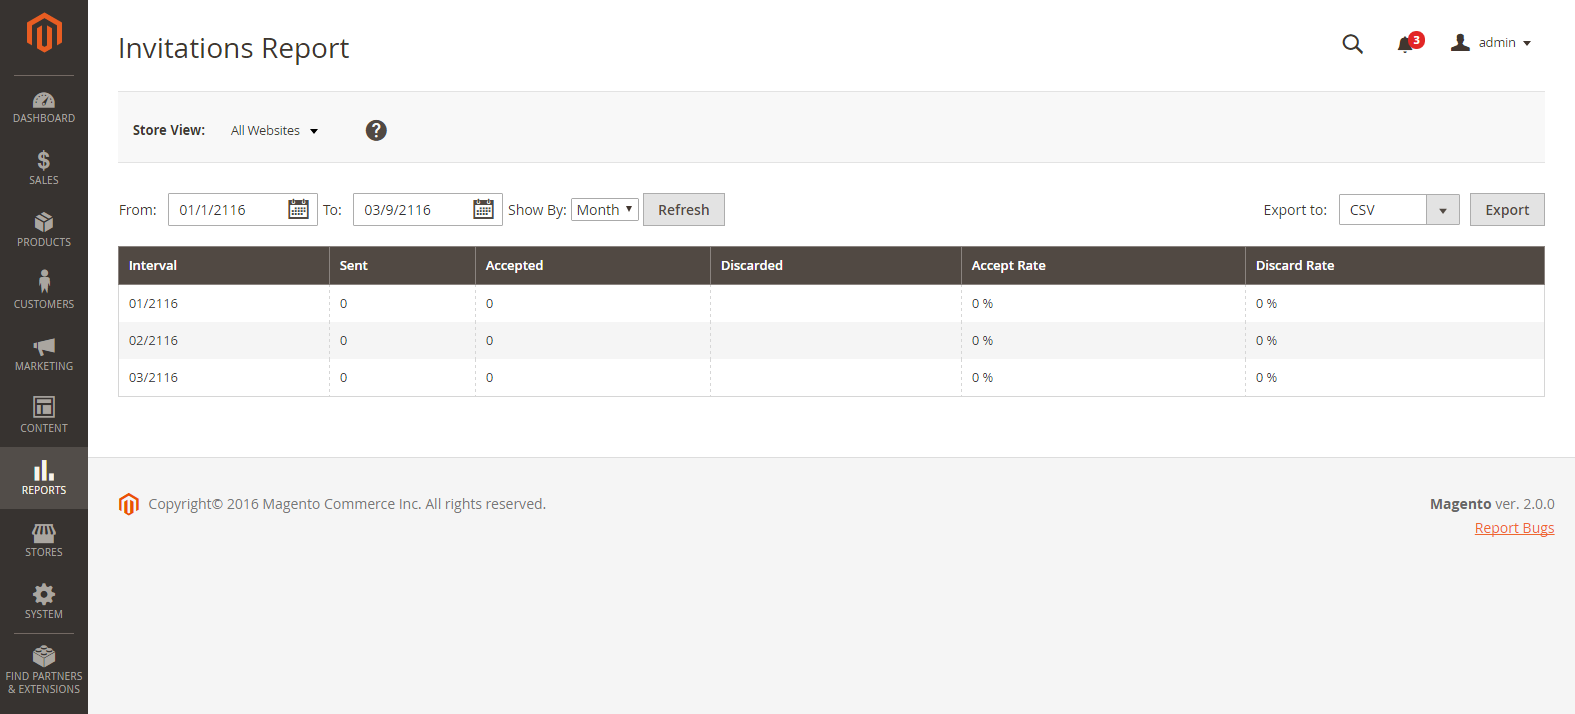 Invitations Report
3
admin
DASHBOARD
SALES
PRODUCTS
CUSTOMERS
MARKETING
CONTENT
REPORTS
STORES
SYSTEM
FIND PARTNERS
& EXTENSIONS
Store View: All Websites ?
From: 01/1/2116 To: 03/9/2116 Show By: Month Refresh Export to: CSV Export
Interval Sent Accepted Discarded Accept Rate Discard Rate
01/2116 0 0 0 % 0 %
02/2116 0 0 0 % 0 %
03/2116 0 0 0 % 0 %
Copyright© 2016 Magento Commerce Inc. All rights reserved. Magento ver. 2.0.0
Report Bugs